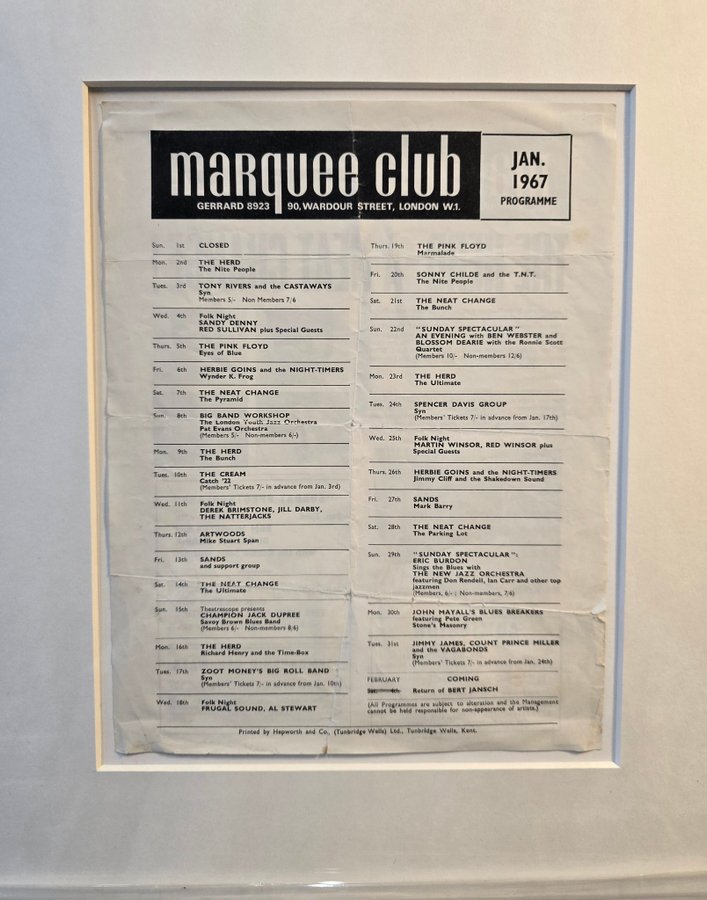 marquee club
GERRARD 8923 90, WARDOUR STREET, LONDON W.1.
JAN.
1967
PROGRAMME
Sun. 1st CLOSED
Mon. 2nd THE HERD
The Nite People
Tues. 3rd TONY RIVERS and the CASTAWAYS
Syn
Members 5/- Non Members 7/6
Wed. 4th Folk Night
SANDY DENNY
RED SULLIVAN plus Special Guests
Thurs. 5th THE PINK FLOYD
Eyes of Blue
Fri. 6th HERBIE GOINS and the NIGHT-TIMERS
Wynder K. Frog
Sat. 7th THE NEAT CHANGE
The Pyramid
Sun. 8th BIG BAND WORKSHOP
The London Youth Jazz Orchestra
Pat Evans Orchestra
(Members 5/- Non-members 6/-)
Mon. 9th THE HERD
The Bunch
Tues. 10th THE CREAM
Catch '22
(Members' Tickets 7/- in advance from Jan. 3rd)
Wed. 11th Folk Night
DEREK BRIMSTONE, JILL DARBY,
THE NATTERJACKS
Thurs. 12th ARTWOODS
Mike Stuart Span
Fri. 13th SANDS
and support group
Sat. 14th THE NEAT CHANGE
The Ultimate
Sun. 15th Theatrescope presents
CHAMPION JACK DUPREE
Savoy Brown Blues Band
(Members 6/- Non-members 8/6)
Mon. 16th THE HERD
Richard Henry and the Time-Box
Tues. 17th ZOOT MONEY'S BIG ROLL BAND
Syn
(Members' Tickets 7/- in advance from Jan. 10th)
Wed. 18th Folk Night
FRUGAL SOUND, AL STEWART
Thurs. 19th THE PINK FLOYD
Marmalade
Fri. 20th SONNY CHILDE and the T.N.T.
The Nite People
Sat. 21st THE NEAT CHANGE
The Bunch
Sun. 22nd "SUNDAY SPECTACULAR"
AN EVENING with BEN WEBSTER and
BLOSSOM DEARIE with the Ronnie Scott
Quartet
(Members 10/- Non-members 12/6)
Mon. 23rd THE HERD
The Ultimate
Tues. 24th SPENCER DAVIS GROUP
Syn
(Members' Tickets 7/- in advance from Jan. 17th)
Wed. 25th Folk Night
MARTIN WINSOR, RED WINSOR plus
Special Guests
Thurs. 26th HERBIE GOINS and the NIGHT-TIMERS
Jimmy Cliff and the Shakedown Sound
Fri. 27th SANDS
Mark Barry
Sat. 28th THE NEAT CHANGE
The Parking Lot
Sun. 29th "SUNDAY SPECTACULAR":
ERIC BURDON
Sings the Blues with
THE NEW JAZZ ORCHESTRA
featuring Don Rendell, Ian Carr and other top
jazzmen
(Members, 6/-; Non-members, 7/6)
Mon. 30th JOHN MAYALL'S BLUES BREAKERS
featuring Pete Green
Stone's Masonry
Tues. 31st JIMMY JAMES, COUNT PRINCE MILLER
and the VAGABONDS
Syn
(Members' Tickets 7/- in advance from Jan. 24th)
FEBRUARY COMING
Sat. 4th Return of BERT JANSCH
(All Programmes are subject to alteration and the Management
cannot be held responsible for non-appearance of artists.)
Printed by Hepworth and Co., (Tunbridge Wells) Ltd., Tunbridge Wells, Kent.